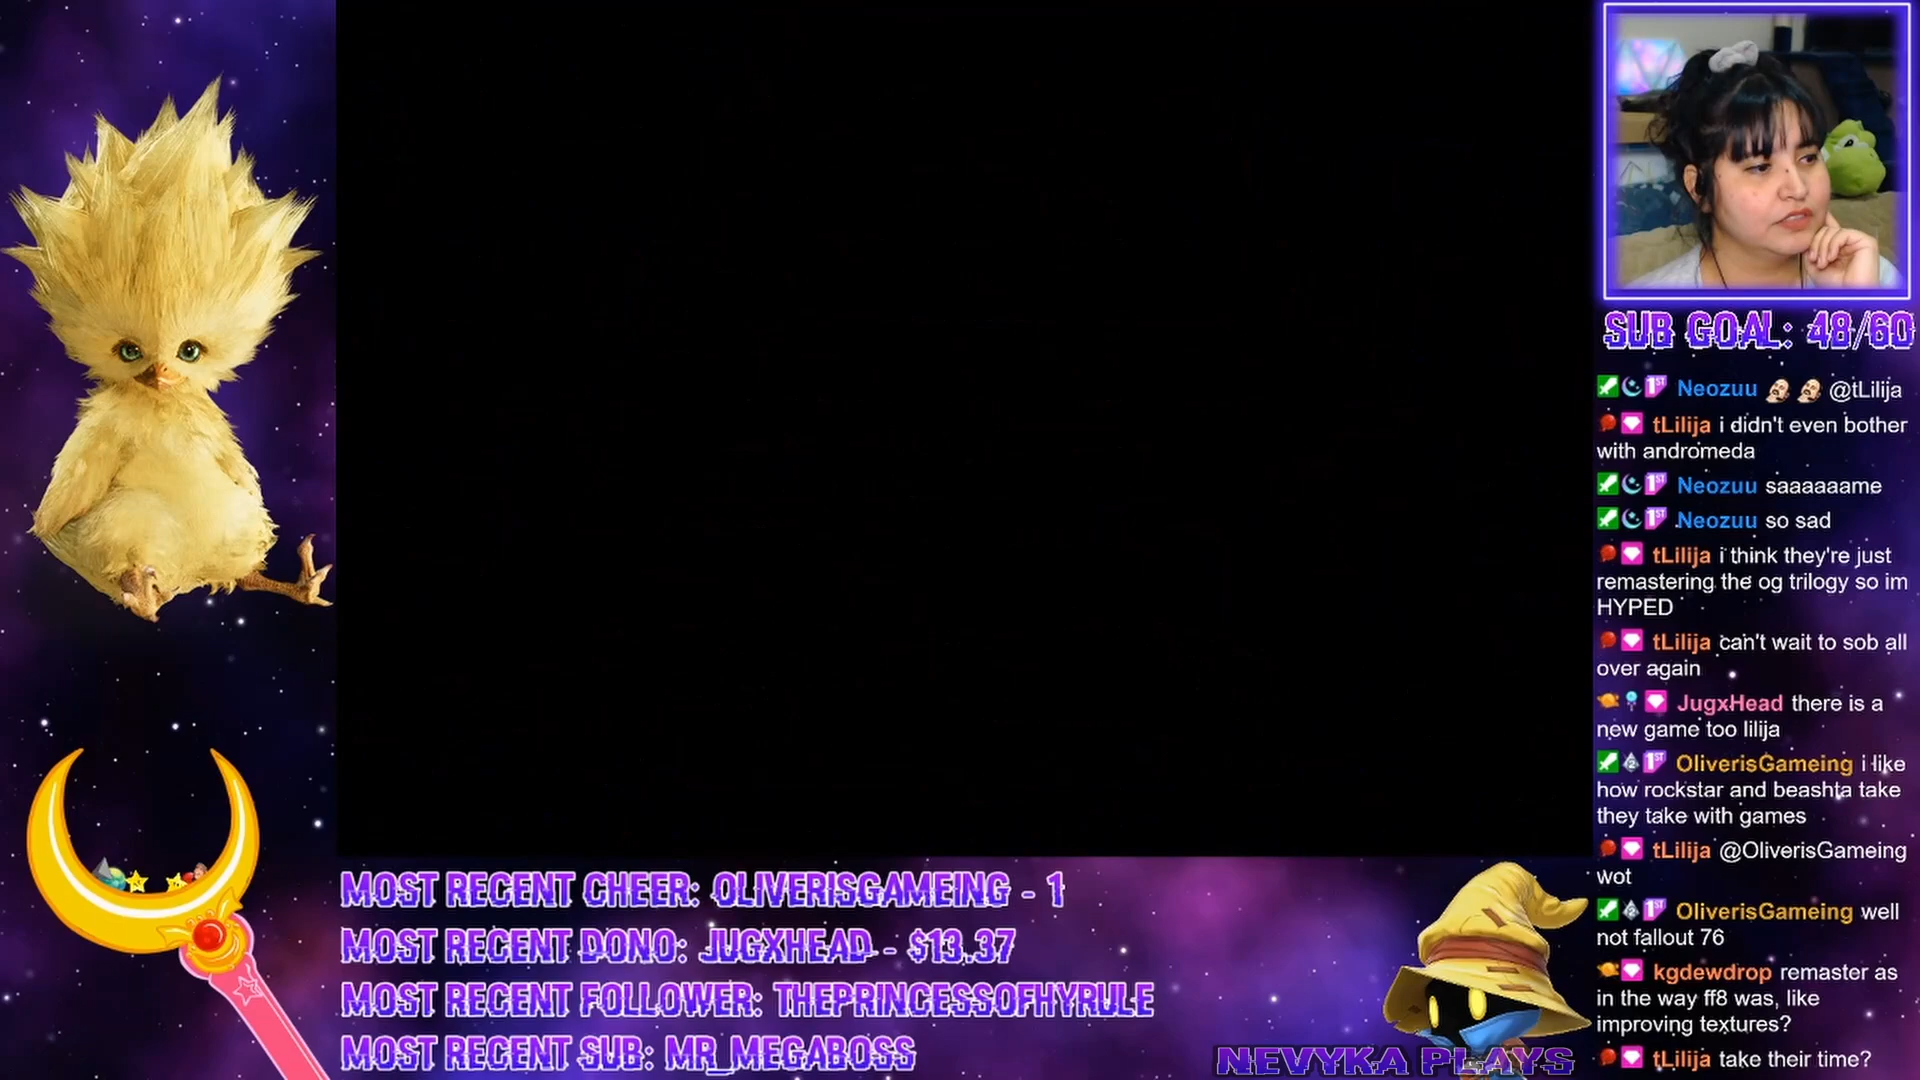 SUB GOAL: 48/60
Neozuu @tLilija
tLilija i didn't even bother
with andromeda
Neozuu saaaaaame
Neozuu so sad
tLilija i think they're just
remastering the og trilogy so im
HYPED
tLilija can't wait to sob all
over again
JugxHead there is a
new game too lilija
OliverisGameing i like
how rockstar and beashta take
they take with games
tLilija @OliverisGameing
wot
OliverisGameing well
not fallout 76
kgdewdrop remaster as
in the way ff8 was, like
improving textures?
tLilija take their time?
MOST RECENT CHEER: OLIVERISGAMEING - 1
MOST RECENT DONO: JUGXHEAD - $13.37
MOST RECENT FOLLOWER: THEPRINCESSOFHYRULE
MOST RECENT SUB: MR_MEGABOSS
NEVYKA PLAYS